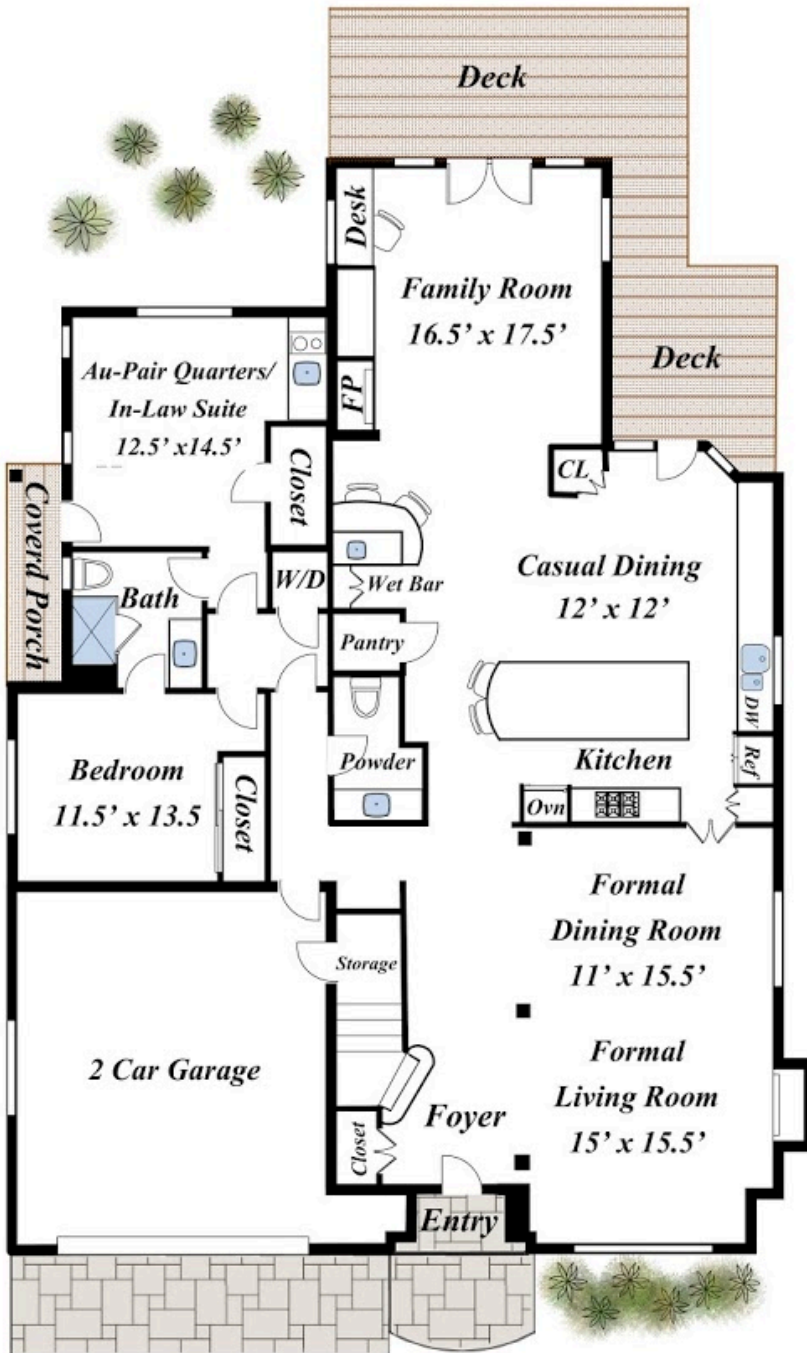 Deck
Desk
Family Room
16.5' x 17.5'
Deck
Au-Pair Quarters/
In-Law Suite
12.5' x14.5'
FP
Closet
CL
Coverd Porch
W/D
Wet Bar
Casual Dining
12' x 12'
Bath
Pantry
DW
Powder
Kitchen
Ref
Bedroom
11.5' x 13.5
Closet
Ovn
Formal
Dining Room
11' x 15.5'
Storage
2 Car Garage
Formal
Living Room
15' x 15.5'
Foyer
Closet
Entry